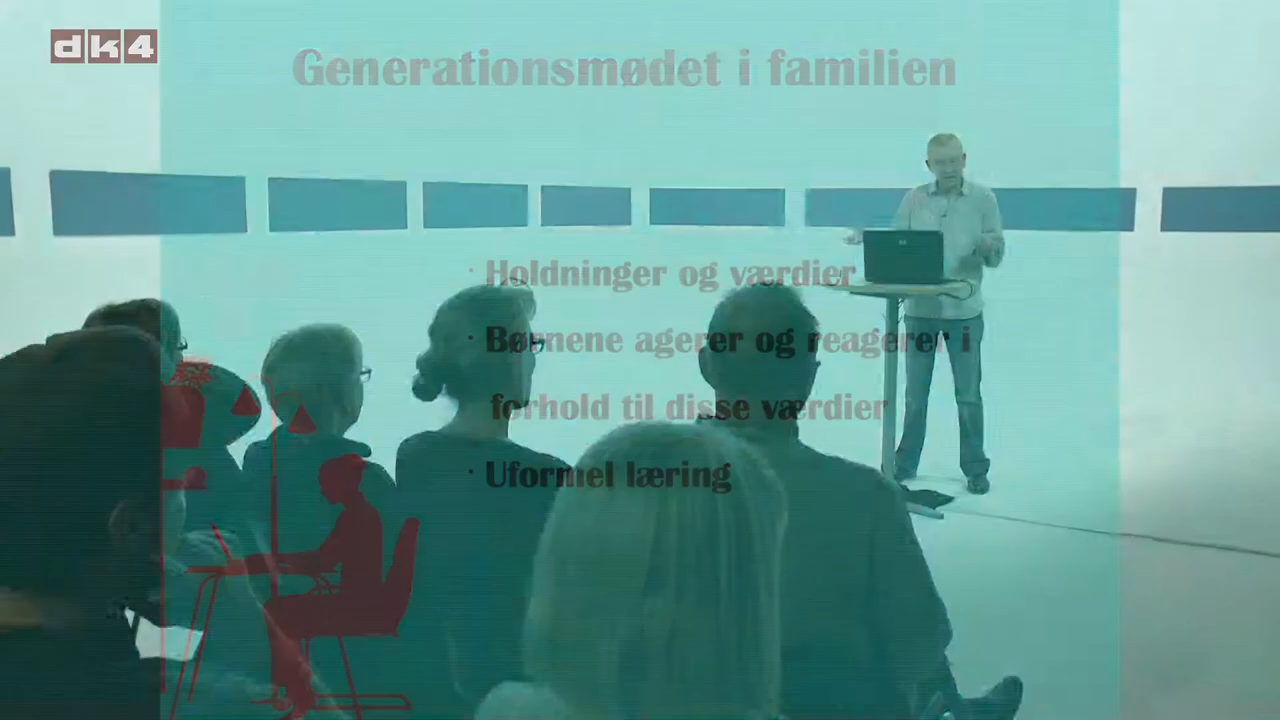 dk4
Generationsmødet i familien
· Holdninger og værdier
· Børnene agerer og reagerer i
forhold til disse værdier
· Uformel læring